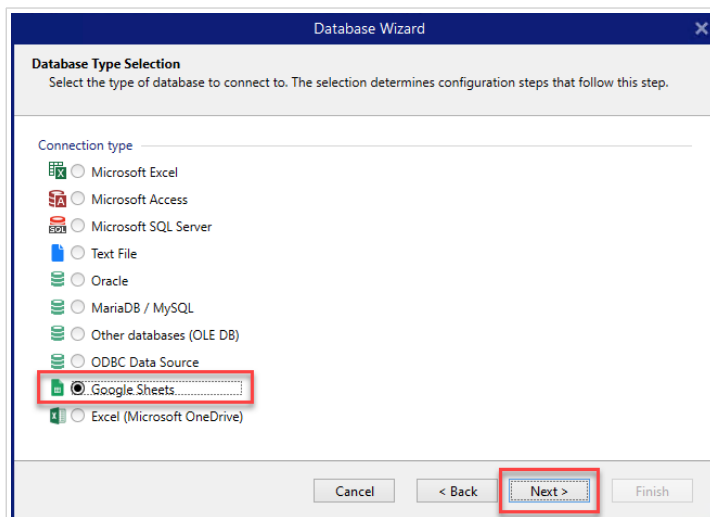 Database Wizard
Database Type Selection
Select the type of database to connect to. The selection determines configuration steps that follow this step.
Connection type
Microsoft Excel
Microsoft Access
SQL Microsoft SQL Server
Text File
Oracle
MariaDB / MySQL
Other databases (OLE DB)
ODBC Data Source
Google Sheets
Excel (Microsoft OneDrive)
Cancel < Back Next > Finish